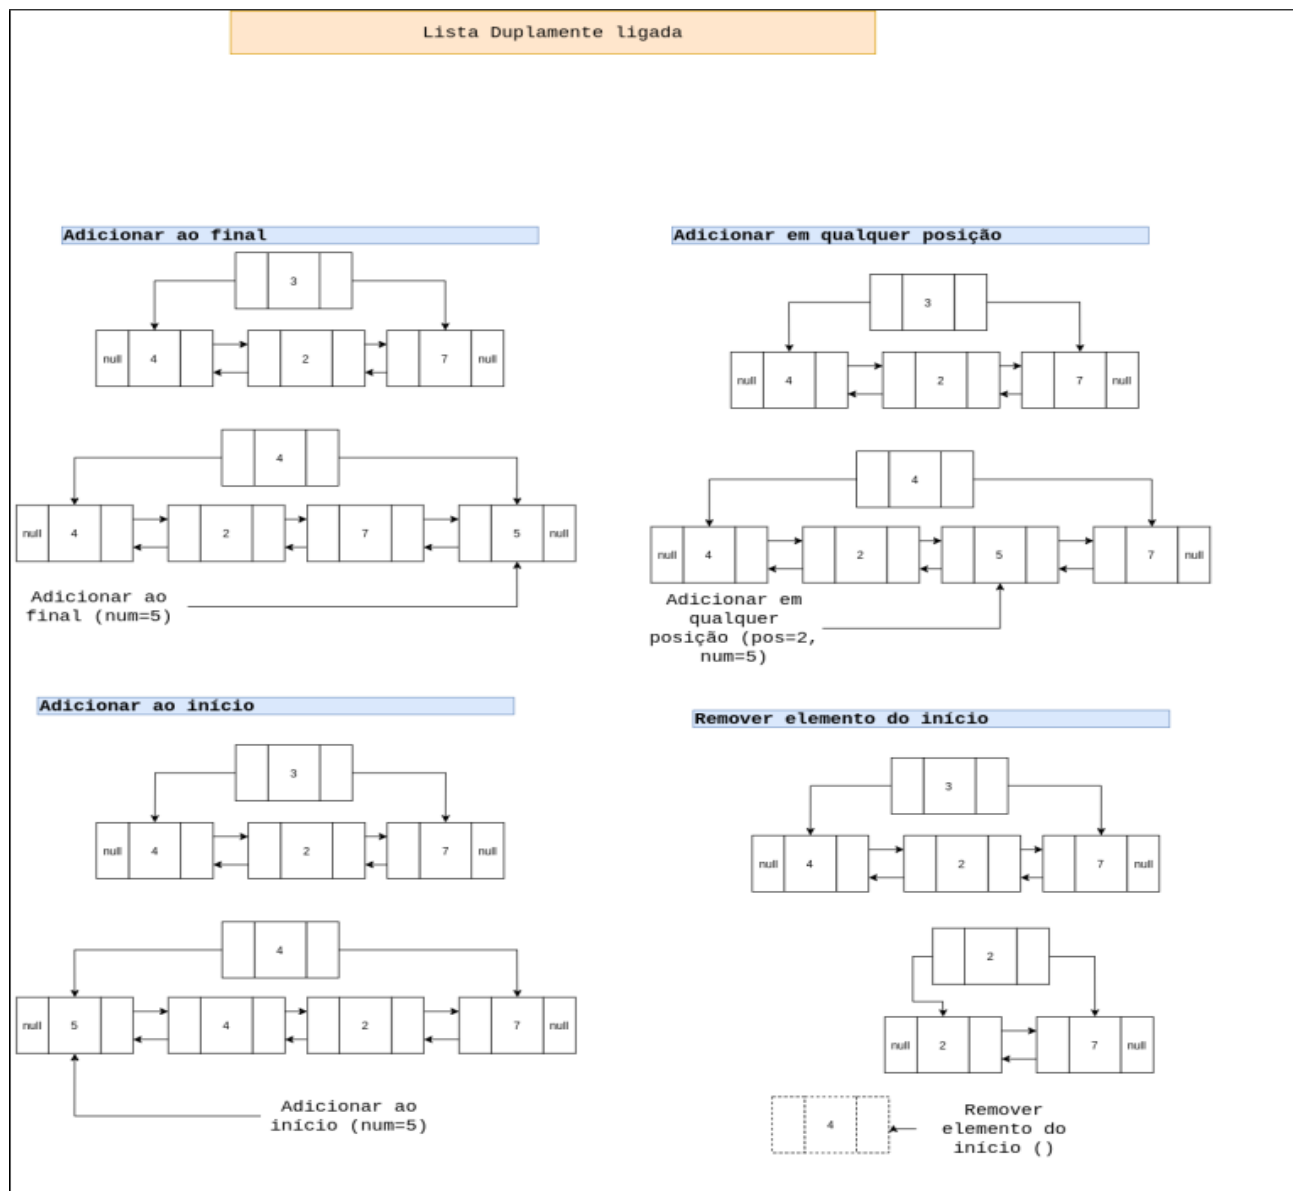 Lista Duplamente ligada
Adicionar ao final
3
null 4 2 7 null
4
null 4 2 7 5 null
Adicionar ao
final (num=5)
Adicionar em qualquer posição
3
null 4 2 7 null
4
null 4 2 5 7 null
Adicionar em
qualquer
posição (pos=2,
num=5)
Adicionar ao início
3
null 4 2 7 null
4
null 5 4 2 7 null
Adicionar ao
início (num=5)
Remover elemento do início
3
null 4 2 7 null
2
null 2 7 null
4
Remover
elemento do
início ()